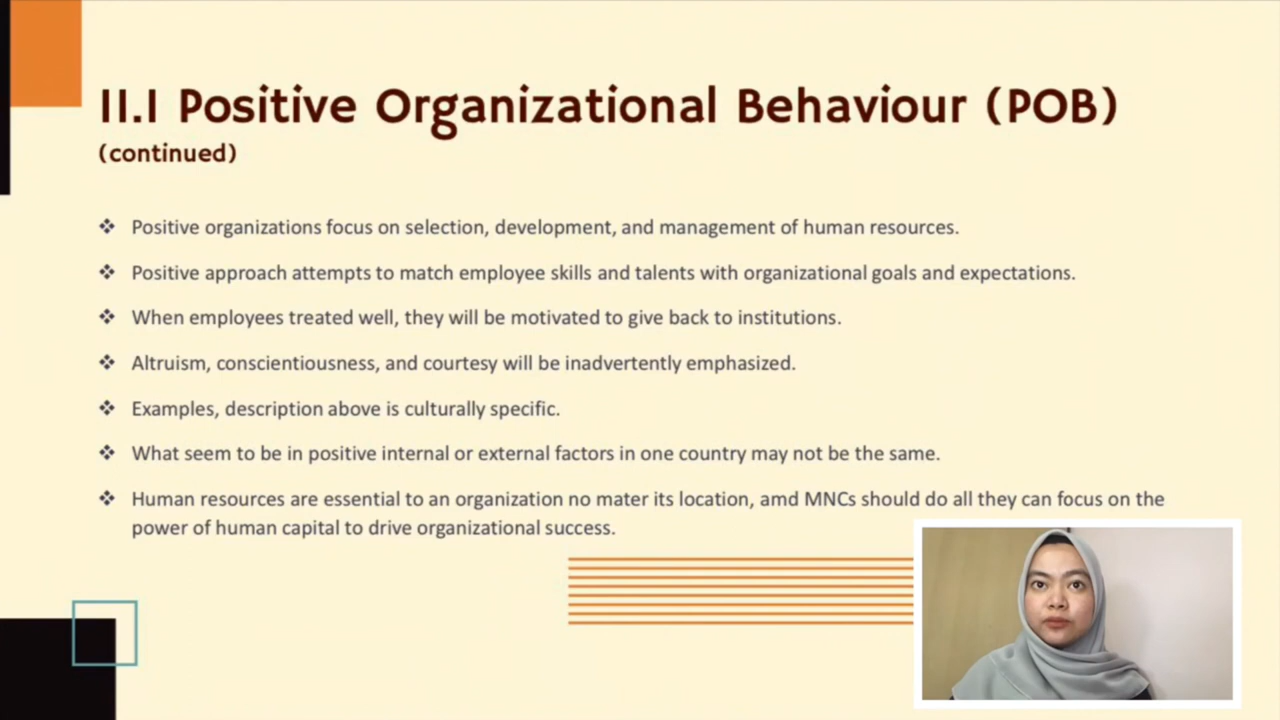 II.I Positive Organizational Behaviour (POB)
(continued)
Positive organizations focus on selection, development, and management of human resources.
Positive approach attempts to match employee skills and talents with organizational goals and expectations.
When employees treated well, they will be motivated to give back to institutions.
Altruism, conscientiousness, and courtesy will be inadvertently emphasized.
Examples, description above is culturally specific.
What seem to be in positive internal or external factors in one country may not be the same.
Human resources are essential to an organization no mater its location, amd MNCs should do all they can focus on the
power of human capital to drive organizational success.